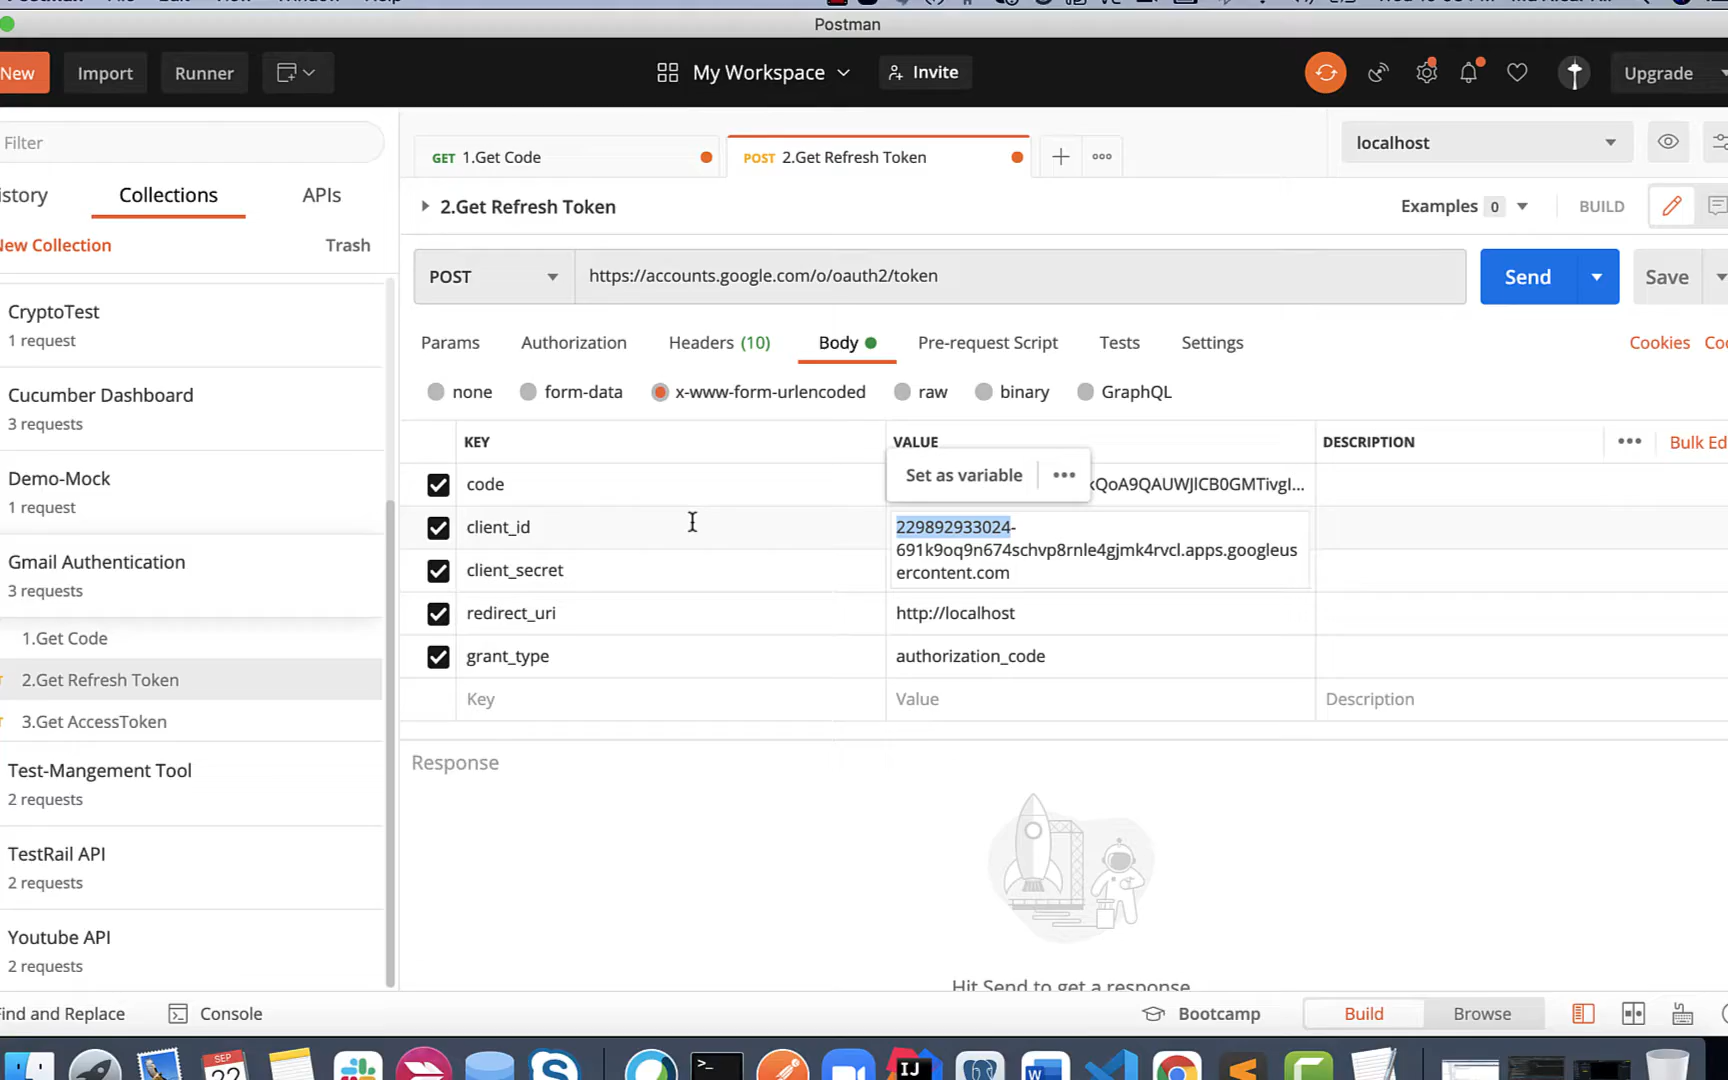 Postman
New
Import
Runner
My Workspace
Invite
Upgrade
Filter
GET 1.Get Code
POST 2.Get Refresh Token
localhost
istory
Collections
APIs
2.Get Refresh Token
Examples 0
BUILD
New Collection
Trash
POST
https://accounts.google.com/o/oauth2/token
Send
Save
CryptoTest
1 request
Params
Authorization
Headers (10)
Body
Pre-request Script
Tests
Settings
Cookies
Coo
none
form-data
x-www-form-urlencoded
raw
binary
GraphQL
Cucumber Dashboard
3 requests
KEY
VALUE
DESCRIPTION
Bulk Ed
Set as variable
Demo-Mock
1 request
code
QoA9QAUWJlCB0GMTivgI...
client_id
229892933024-
691k9oq9n674schvp8rnle4gjmk4rvcl.apps.googleus
ercontent.com
Gmail Authentication
3 requests
client_secret
redirect_uri
http://localhost
1.Get Code
grant_type
authorization_code
2.Get Refresh Token
Key
Value
Description
3.Get AccessToken
Response
Test-Mangement Tool
2 requests
TestRail API
2 requests
Youtube API
2 requests
Hit Send to get a response
ind and Replace
Console
Bootcamp
Build
Browse
SEP
22
IJ